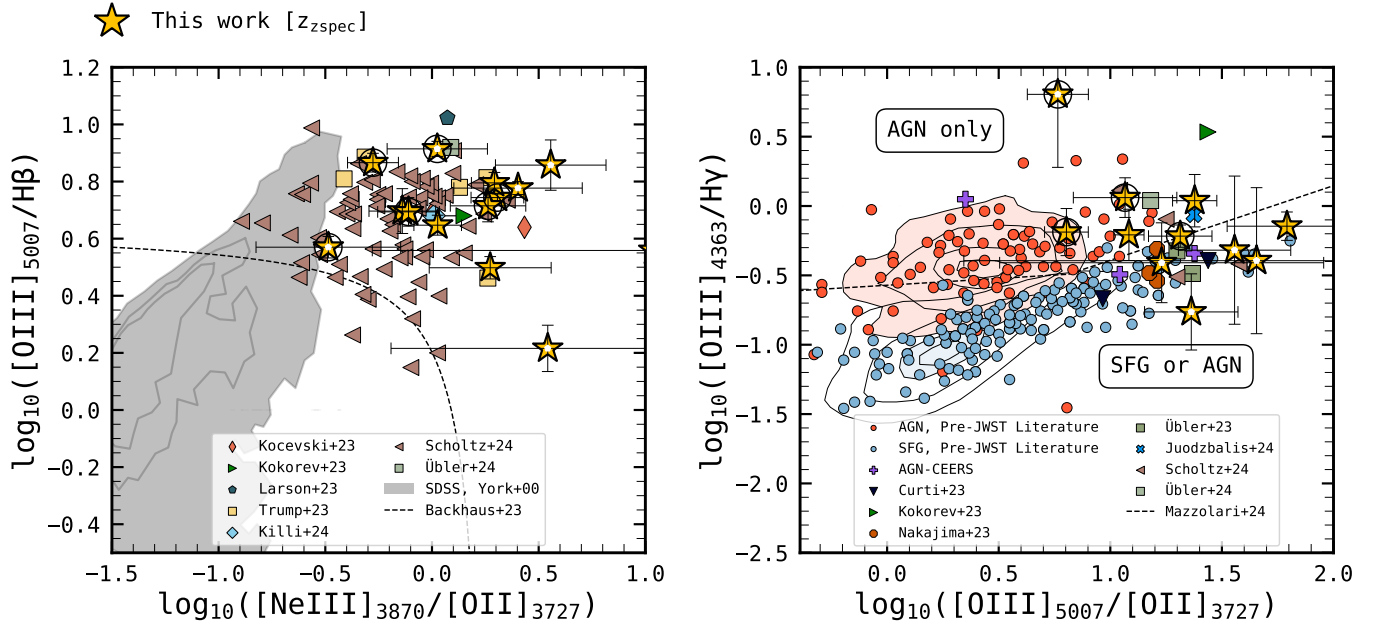 This work [z_zspec]
1.2
1.0
0.8
0.6
0.4
0.2
0.0
−0.2
−0.4
log₁₀([OIII]₅₀₀₇/Hβ)
Kocevski+23
Kokorev+23
Larson+23
Trump+23
Killi+24
Scholtz+24
Übler+24
SDSS, York+00
Backhaus+23
−1.5 −1.0 −0.5 0.0 0.5 1.0
log₁₀([NeIII]₃₈₇₀/[OII]₃₇₂₇)
1.0
0.5
0.0
−0.5
−1.0
−1.5
−2.0
−2.5
log₁₀([OIII]₄₃₆₃/Hγ)
AGN only
SFG or AGN
AGN, Pre-JWST Literature
SFG, Pre-JWST Literature
AGN-CEERS
Curti+23
Kokorev+23
Nakajima+23
Übler+23
Juodzbalis+24
Scholtz+24
Übler+24
Mazzolari+24
0.0 0.5 1.0 1.5 2.0
log₁₀([OIII]₅₀₀₇/[OII]₃₇₂₇)